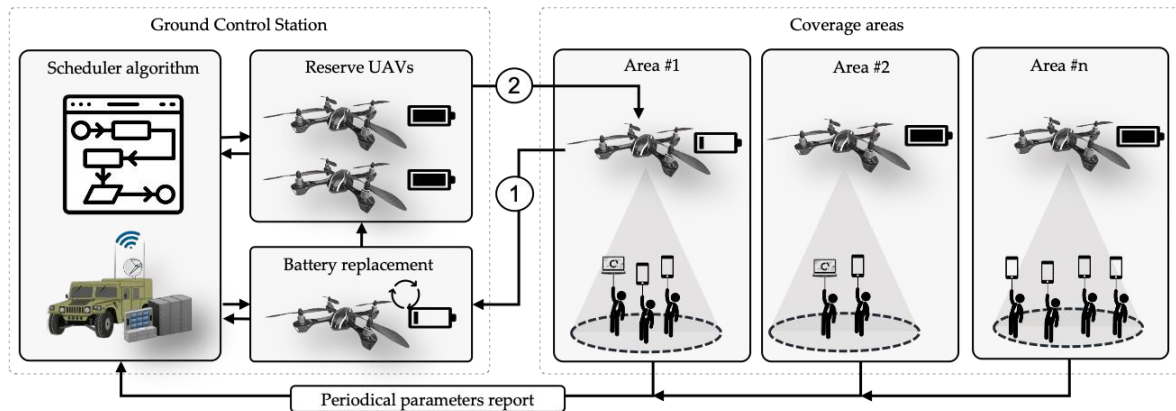 Ground Control Station
Coverage areas
Scheduler algorithm
Reserve UAVs
2
Area #1
Area #2
Area #n
1
Battery replacement
Periodical parameters report